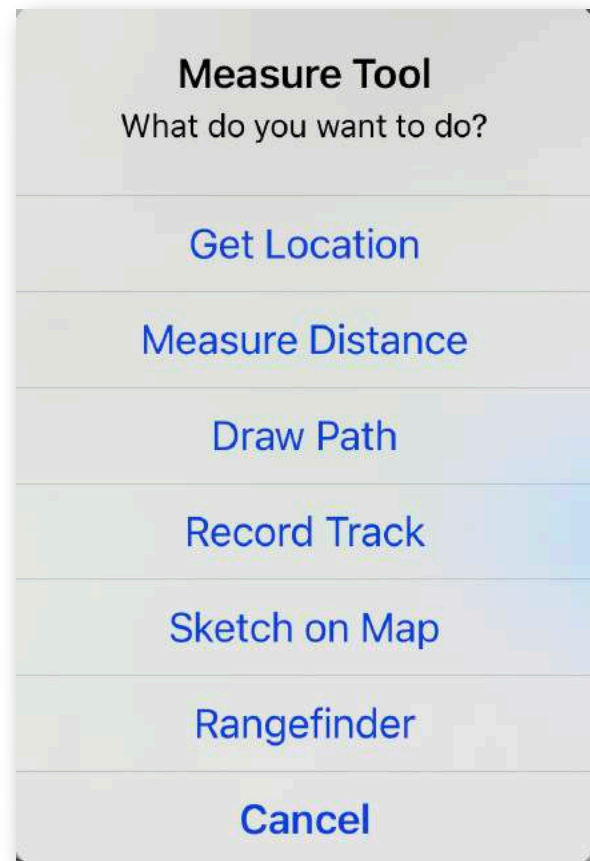 Measure Tool
What do you want to do?
Get Location
Measure Distance
Draw Path
Record Track
Sketch on Map
Rangefinder
Cancel